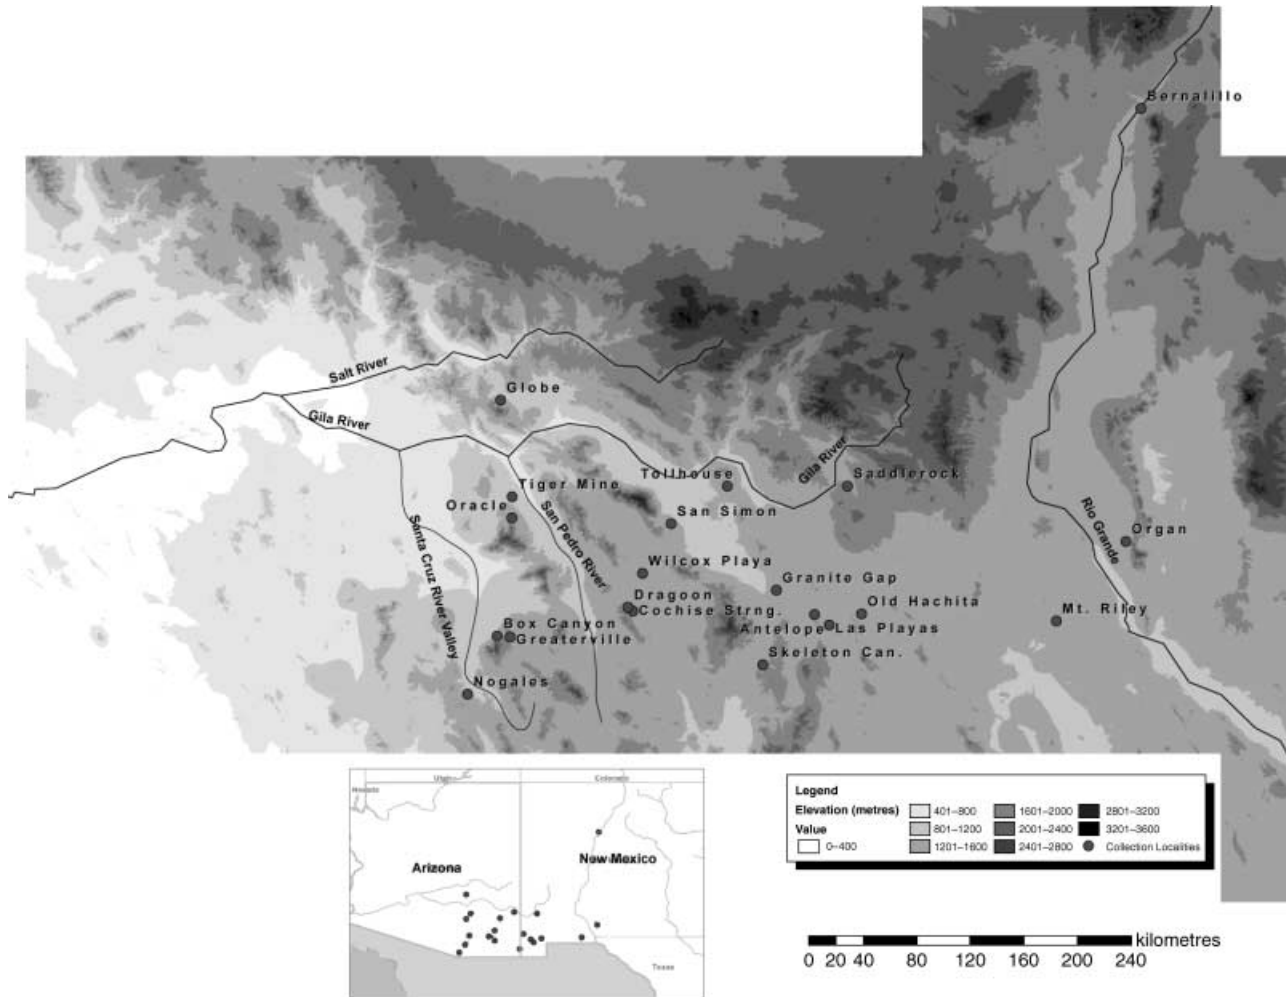 Bernalillo
Salt River
Globe
Gila River
Gila River
Tollhouse
Saddlerock
Tiger Mine
Oracle
San Simon
San Pedro River
Santa Cruz River Valley
Rio Grande
Organ
Wilcox Playa
Granite Gap
Dragoon
Cochise Strng.
Old Hachita
Mt. Riley
Box Canyon
Greaterville
Antelope
Las Playas
Skeleton Can.
Nogales
Utah
Colorado
Nevada
Arizona
New Mexico
Texas
Legend
Elevation (metres)
Value
0–400
401–800
801–1200
1201–1600
1601–2000
2001–2400
2401–2800
2801–3200
3201–3600
Collection Localities
kilometres
0 20 40 80 120 160 200 240